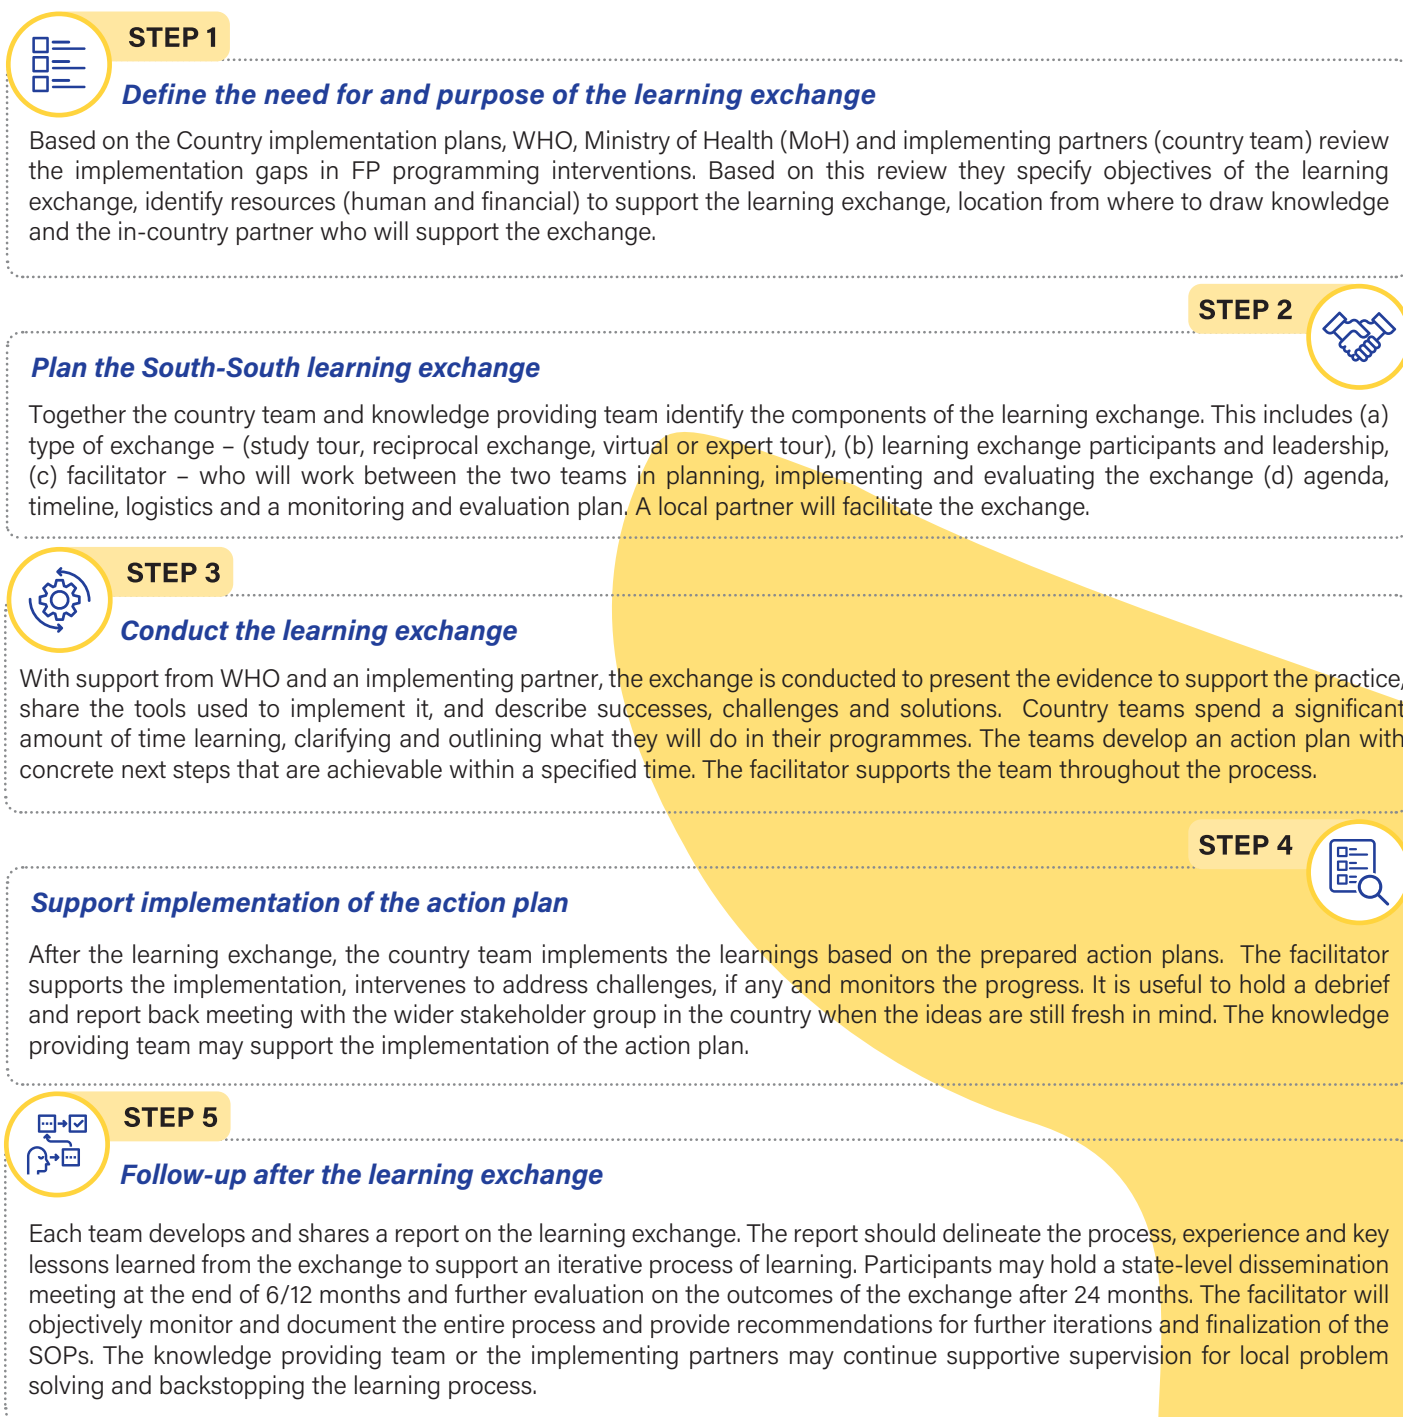 STEP 1
Define the need for and purpose of the learning exchange
Based on the Country implementation plans, WHO, Ministry of Health (MoH) and implementing partners (country team) review
the implementation gaps in FP programming interventions. Based on this review they specify objectives of the learning
exchange, identify resources (human and financial) to support the learning exchange, location from where to draw knowledge
and the in-country partner who will support the exchange.
STEP 2
Plan the South-South learning exchange
Together the country team and knowledge providing team identify the components of the learning exchange. This includes (a)
type of exchange – (study tour, reciprocal exchange, virtual or expert tour), (b) learning exchange participants and leadership,
(c) facilitator – who will work between the two teams in planning, implementing and evaluating the exchange (d) agenda,
timeline, logistics and a monitoring and evaluation plan. A local partner will facilitate the exchange.
STEP 3
Conduct the learning exchange
With support from WHO and an implementing partner, the exchange is conducted to present the evidence to support the practice,
share the tools used to implement it, and describe successes, challenges and solutions. Country teams spend a significant
amount of time learning, clarifying and outlining what they will do in their programmes. The teams develop an action plan with
concrete next steps that are achievable within a specified time. The facilitator supports the team throughout the process.
STEP 4
Support implementation of the action plan
After the learning exchange, the country team implements the learnings based on the prepared action plans. The facilitator
supports the implementation, intervenes to address challenges, if any and monitors the progress. It is useful to hold a debrief
and report back meeting with the wider stakeholder group in the country when the ideas are still fresh in mind. The knowledge
providing team may support the implementation of the action plan.
STEP 5
Follow-up after the learning exchange
Each team develops and shares a report on the learning exchange. The report should delineate the process, experience and key
lessons learned from the exchange to support an iterative process of learning. Participants may hold a state-level dissemination
meeting at the end of 6/12 months and further evaluation on the outcomes of the exchange after 24 months. The facilitator will
objectively monitor and document the entire process and provide recommendations for further iterations and finalization of the
SOPs. The knowledge providing team or the implementing partners may continue supportive supervision for local problem
solving and backstopping the learning process.